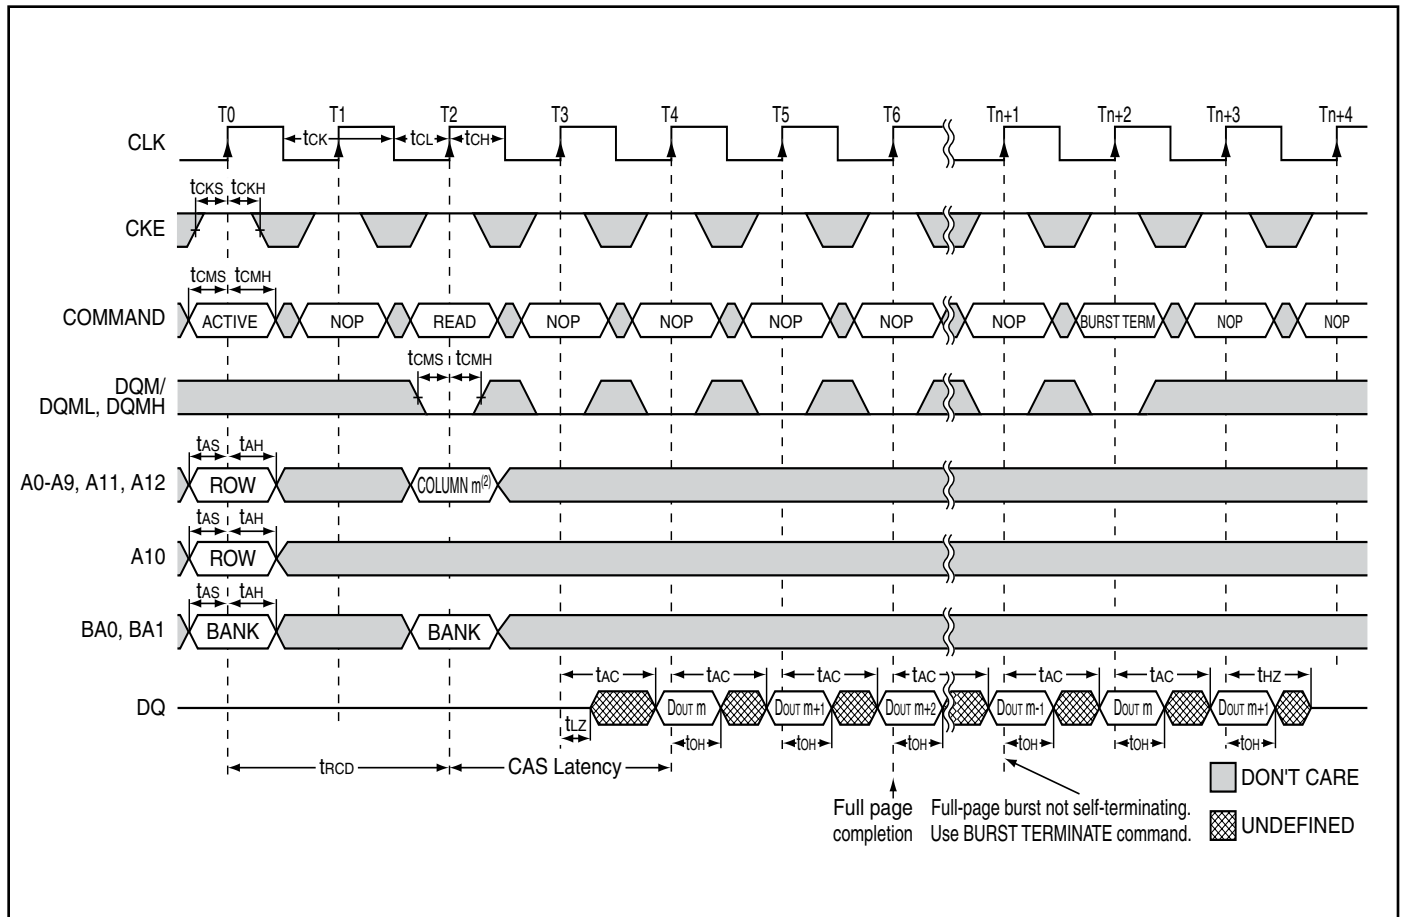 T0 T1 T2 T3 T4 T5 T6 Tn+1 Tn+2 Tn+3 Tn+4
CLK tCK tCL tCH
tCKS tCKH
CKE
tCMS tCMH
COMMAND ACTIVE NOP READ NOP NOP NOP NOP NOP BURST TERM NOP NOP
tCMS tCMH
DQM/
DQML, DQMH
tAS tAH
A0-A9, A11, A12 ROW COLUMN m(2)
tAS tAH
A10 ROW
tAS tAH
BA0, BA1 BANK BANK
tAC tAC tAC tAC tAC tAC tHZ
DQ DOUT m DOUT m+1 DOUT m+2 DOUT m-1 DOUT m DOUT m+1
tLZ tOH tOH tOH tOH tOH tOH
tRCD CAS Latency
DON'T CARE
Full page
completion
Full-page burst not self-terminating.
Use BURST TERMINATE command.
UNDEFINED